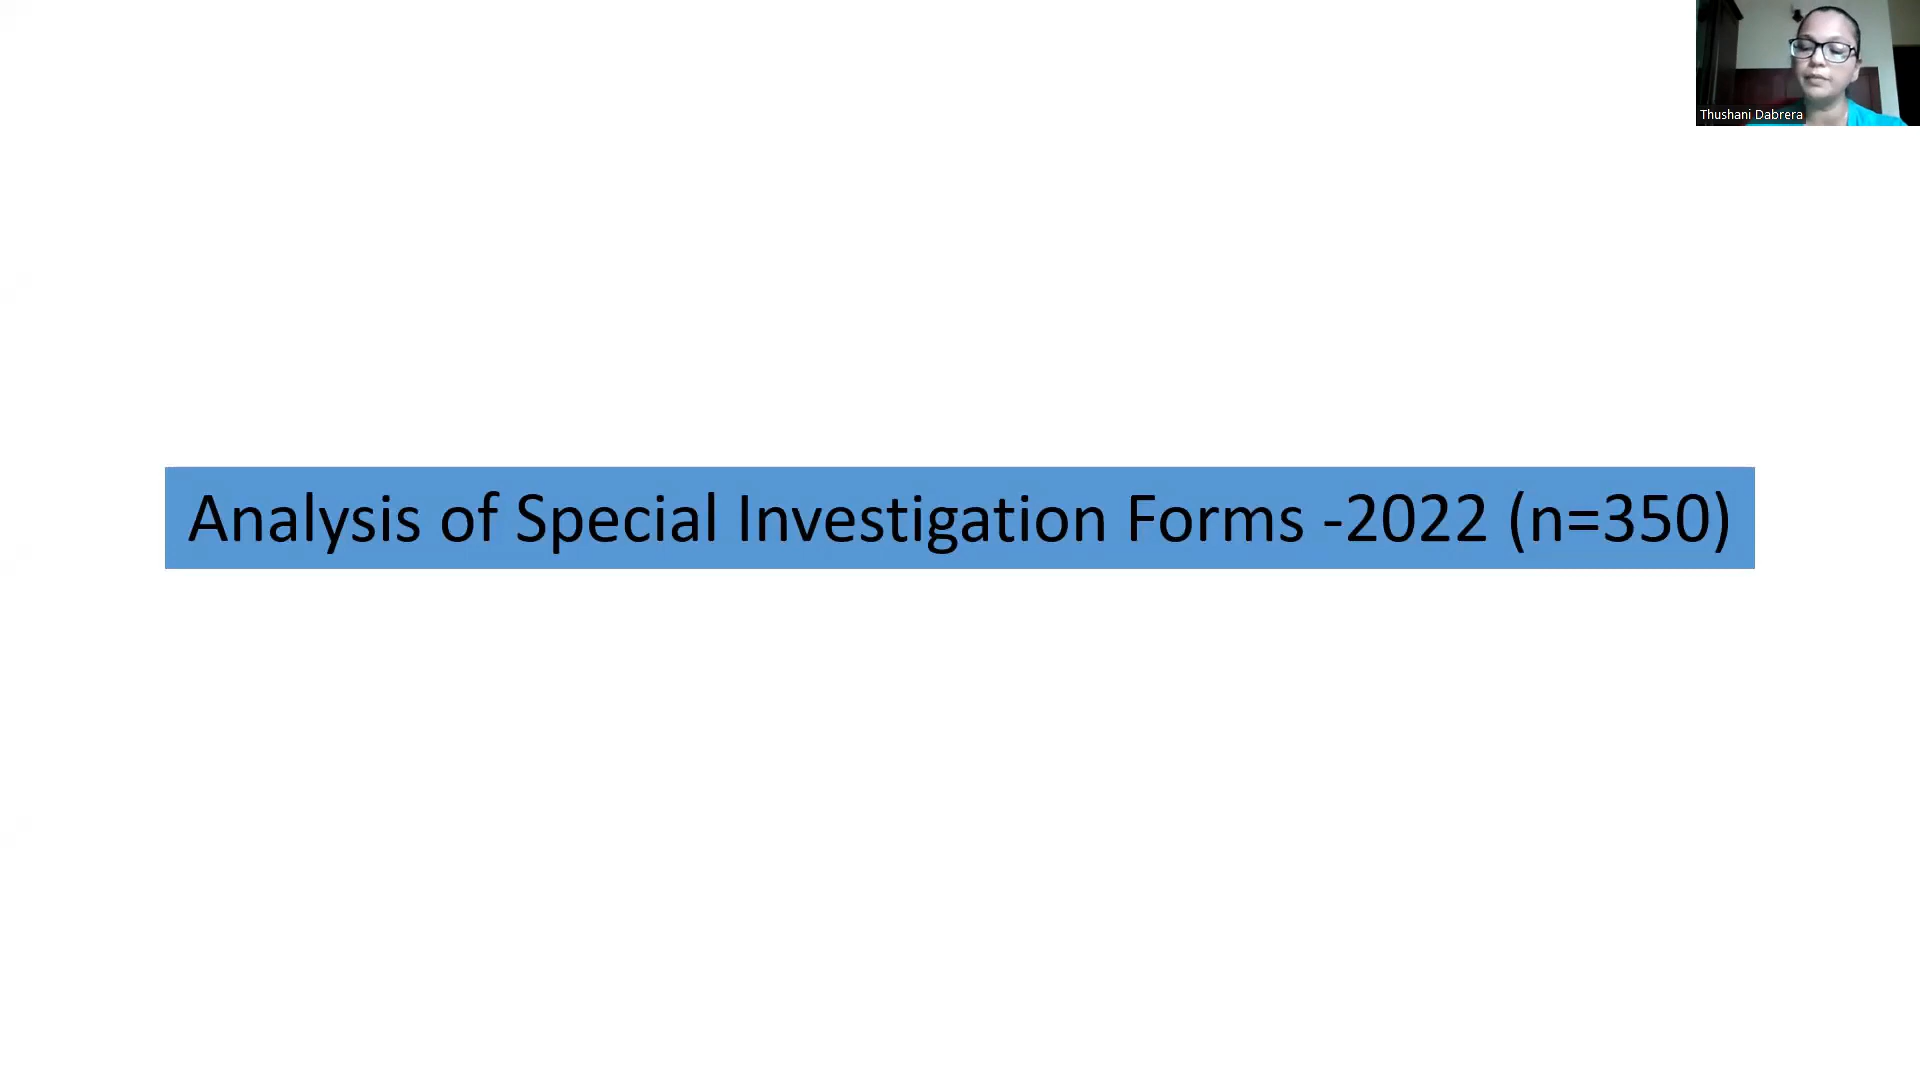 Thushani Dabrera
Analysis of Special Investigation Forms -2022 (n=350)